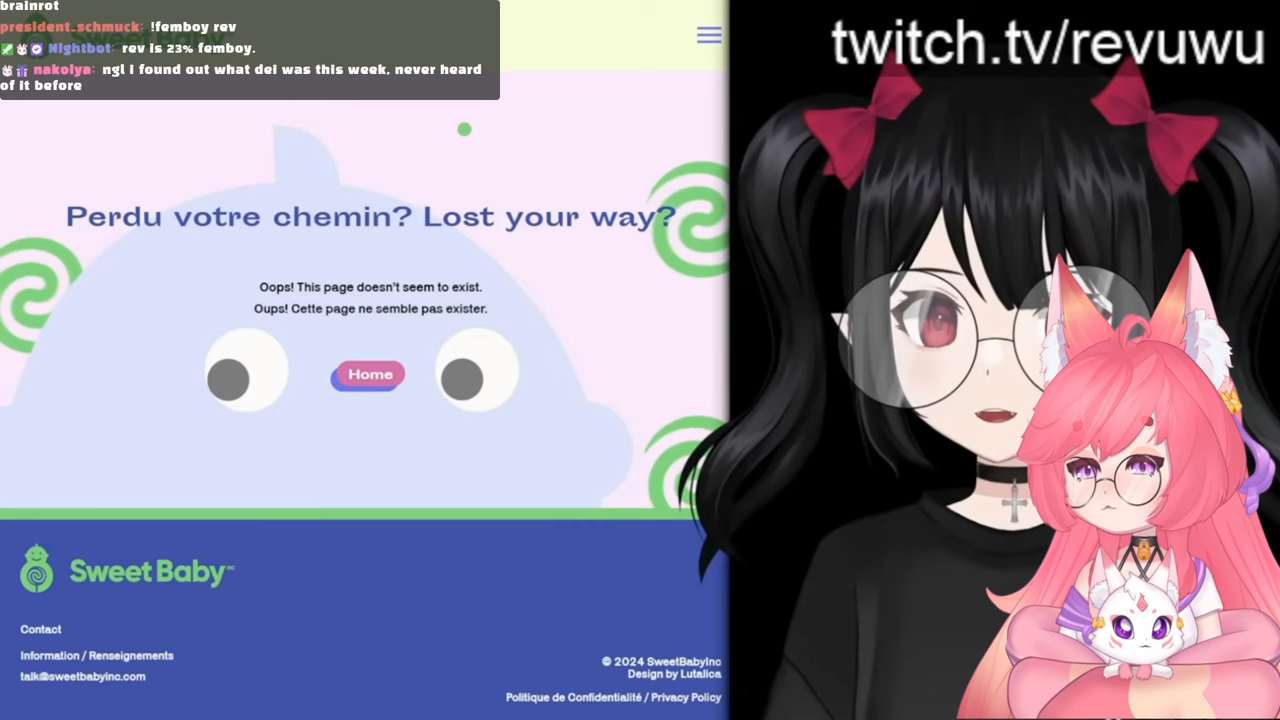 brainrot
president_schmuck: !femboy rev
Nightbot: rev is 23% femboy.
nakolya: ngl i found out what dei was this week, never heard
of it before
twitch.tv/revuwu
Perdu votre chemin? Lost your way?
Oops! This page doesn't seem to exist.
Oups! Cette page ne semble pas exister.
Home
Sweet Baby
Contact
Information / Renseignements
talk@sweetbabyinc.com
© 2024 SweetBabyInc
Design by Lutalica
Politique de Confidentialité / Privacy Policy